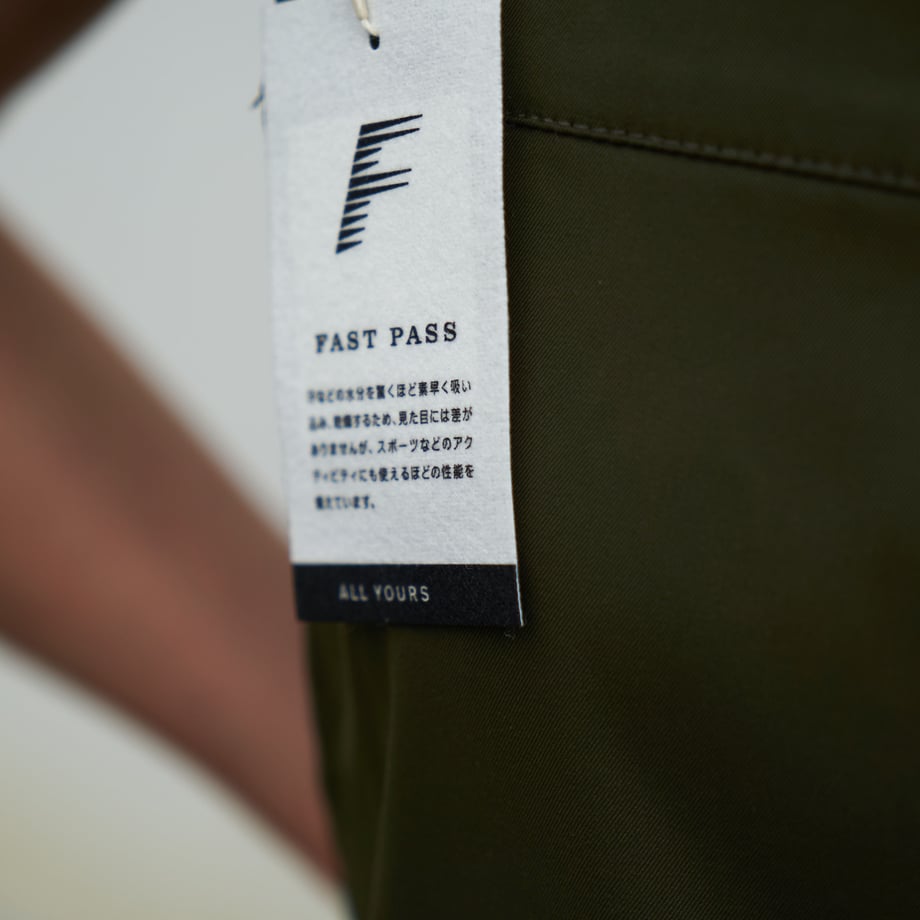 F
FAST PASS
汗などの水分を驚くほど素早く吸い
込み、乾燥するため、見た目には差が
ありませんが、スポーツなどのアク
ティビティにも使えるほどの性能を
備えています。
ALL YOURS